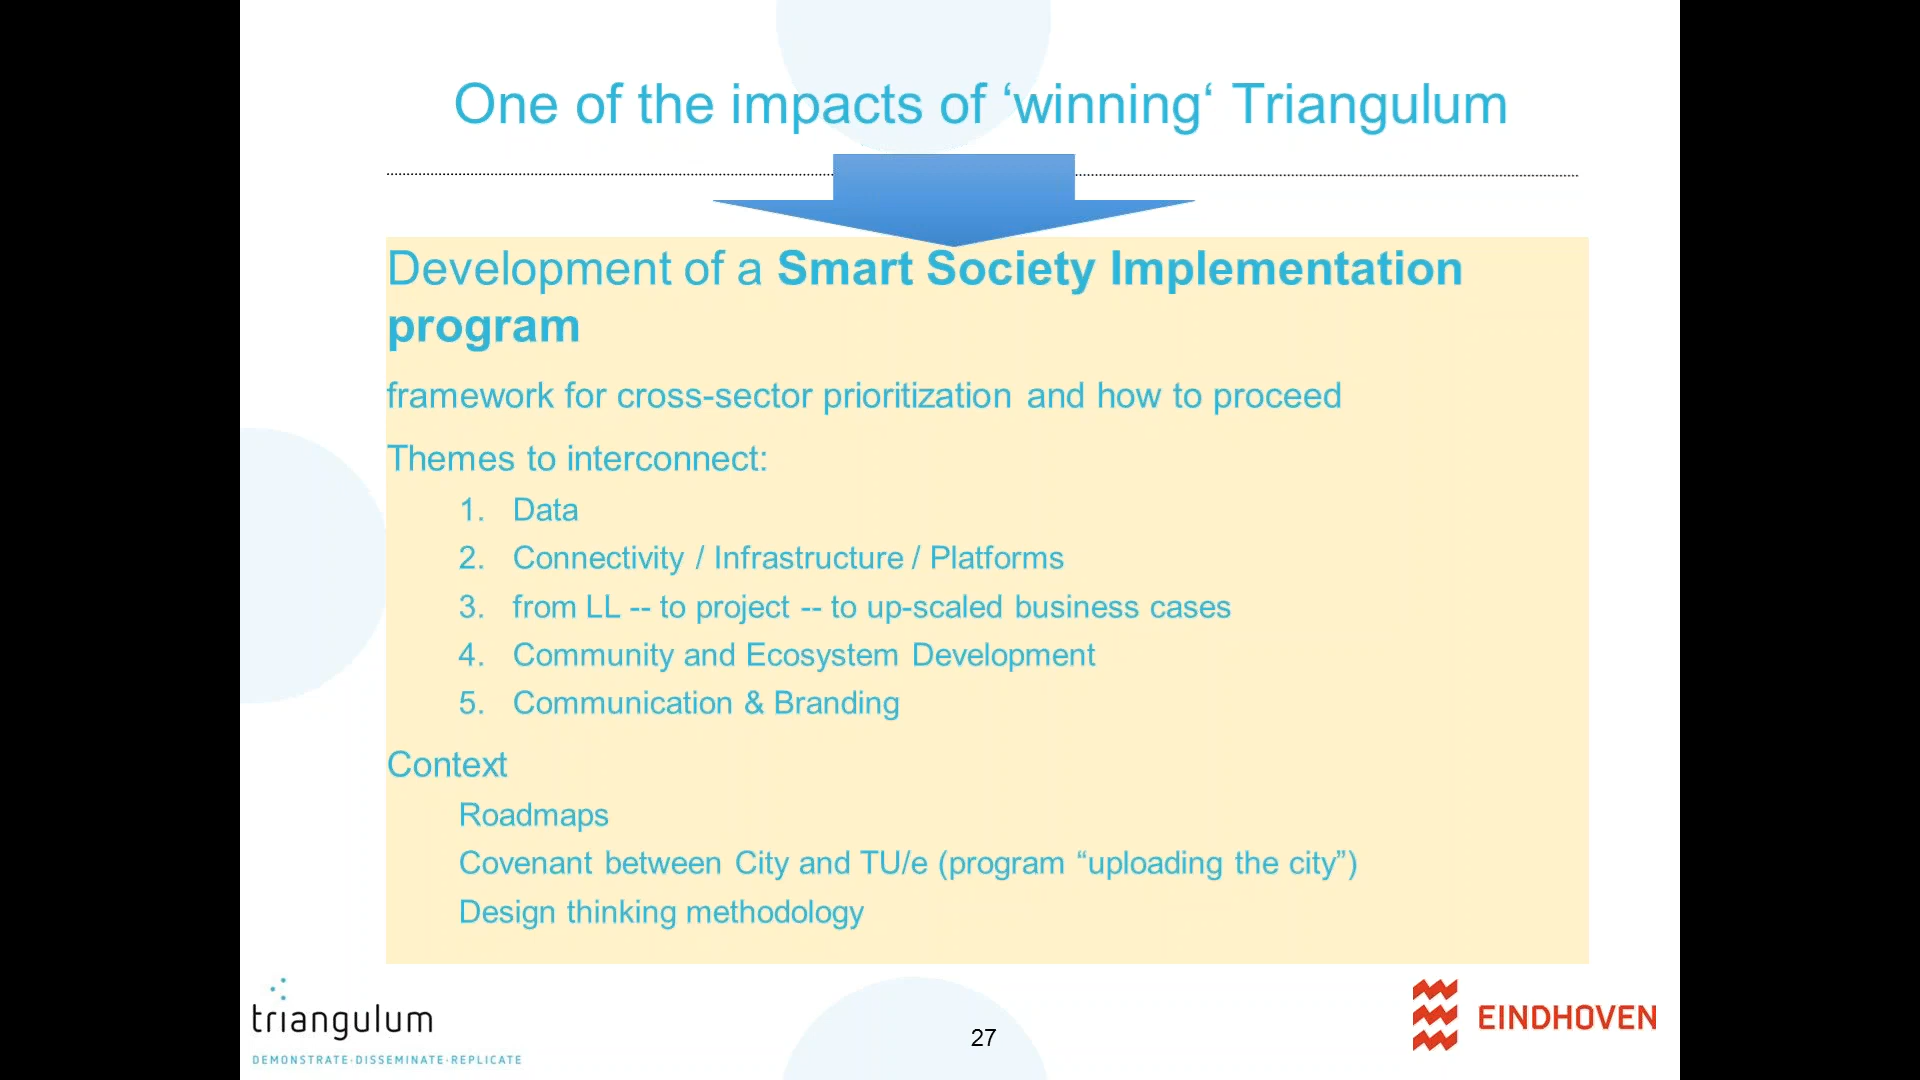 One of the impacts of ‘winning‘ Triangulum
Development of a Smart Society Implementation
program
framework for cross-sector prioritization and how to proceed
Themes to interconnect:
1. Data
2. Connectivity / Infrastructure / Platforms
3. from LL -- to project -- to up-scaled business cases
4. Community and Ecosystem Development
5. Communication & Branding
Context
Roadmaps
Covenant between City and TU/e (program “uploading the city”)
Design thinking methodology
triangulum
DEMONSTRATE·DISSEMINATE·REPLICATE
27
EINDHOVEN